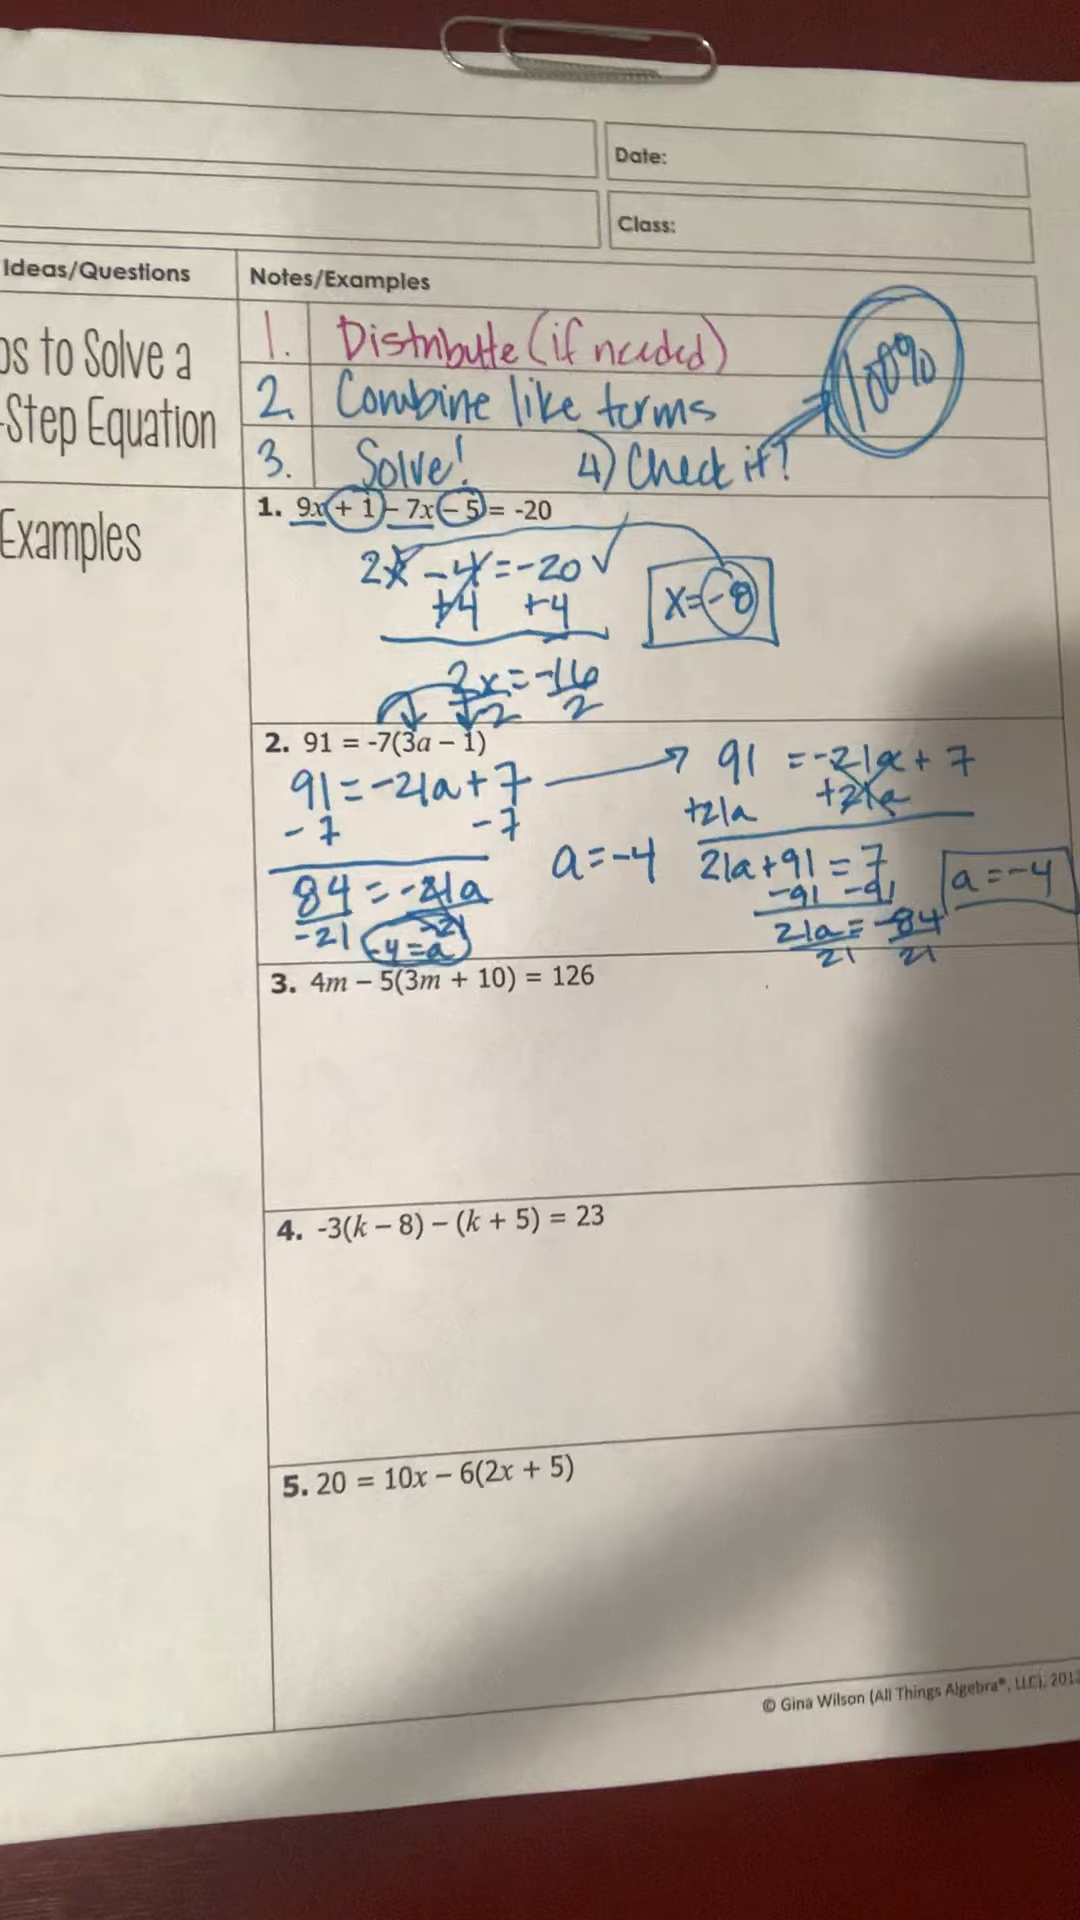 Date:
Class:
Ideas/Questions Notes/Examples
1. Distribute (if needed)
100%
os to Solve a
2. Combine like terms
-Step Equation
3. Solve! 4) Check it?
Examples
1. 9x + 1 - 7x - 5 = -20
2x - 4 = -20 ✓
+4 +4
x = -8
2x = -16
2 2
2. 91 = -7(3a - 1)
91 = -21a + 7
-7 -7
84 = -21a
-21 -21
-4 = a
a = -4
91 = -21a + 7
+21a +21a
21a + 91 = 7
-91 -91
21a = -84
21 21
a = -4
3. 4m - 5(3m + 10) = 126
4. -3(k - 8) - (k + 5) = 23
5. 20 = 10x - 6(2x + 5)
© Gina Wilson (All Things Algebra®, LLC), 201